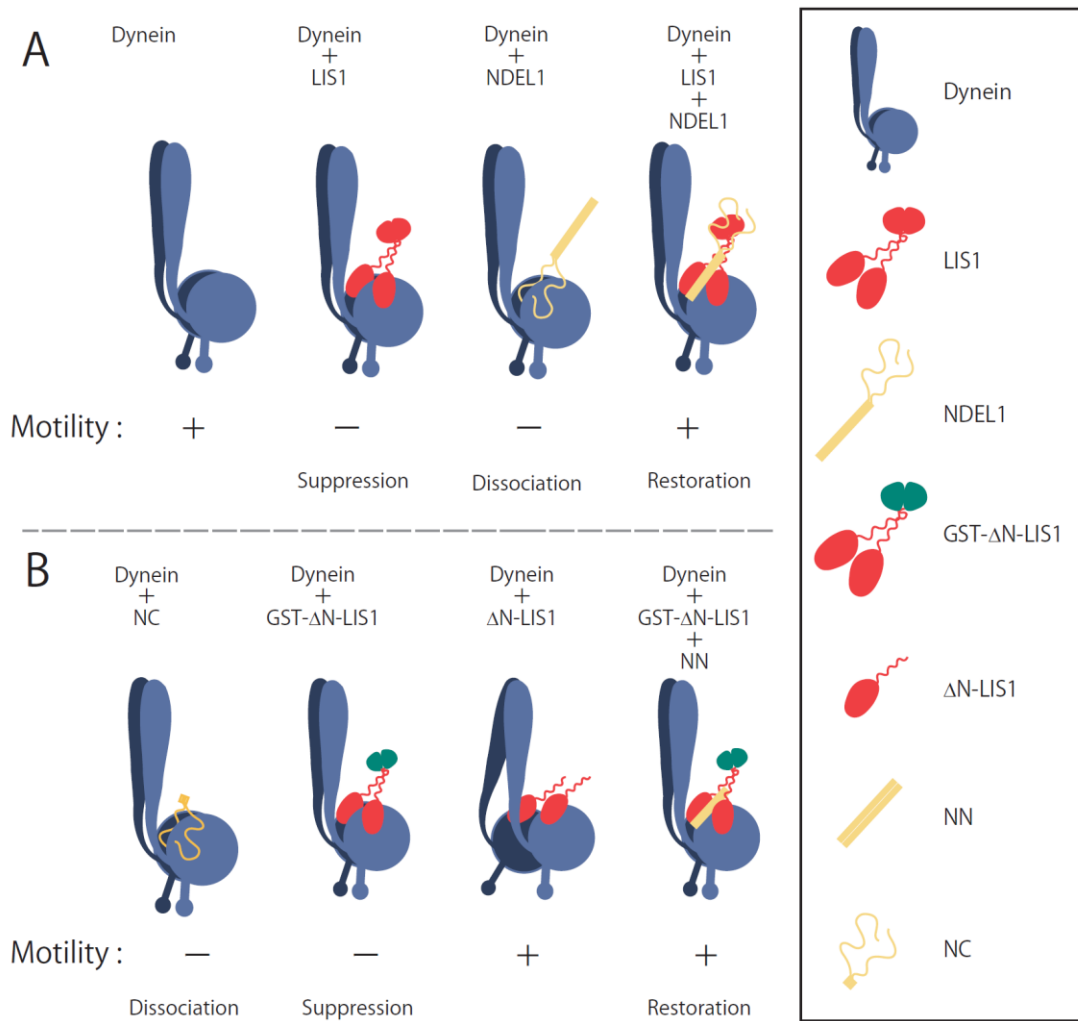 A
Dynein
Dynein
+
LIS1
Dynein
+
NDEL1
Dynein
+
LIS1
+
NDEL1
Motility : + − − +
Suppression Dissociation Restoration
B
Dynein
+
NC
Dynein
+
GST-ΔN-LIS1
Dynein
+
ΔN-LIS1
Dynein
+
GST-ΔN-LIS1
+
NN
Motility : − − + +
Dissociation Suppression Restoration
Dynein
LIS1
NDEL1
GST-ΔN-LIS1
ΔN-LIS1
NN
NC